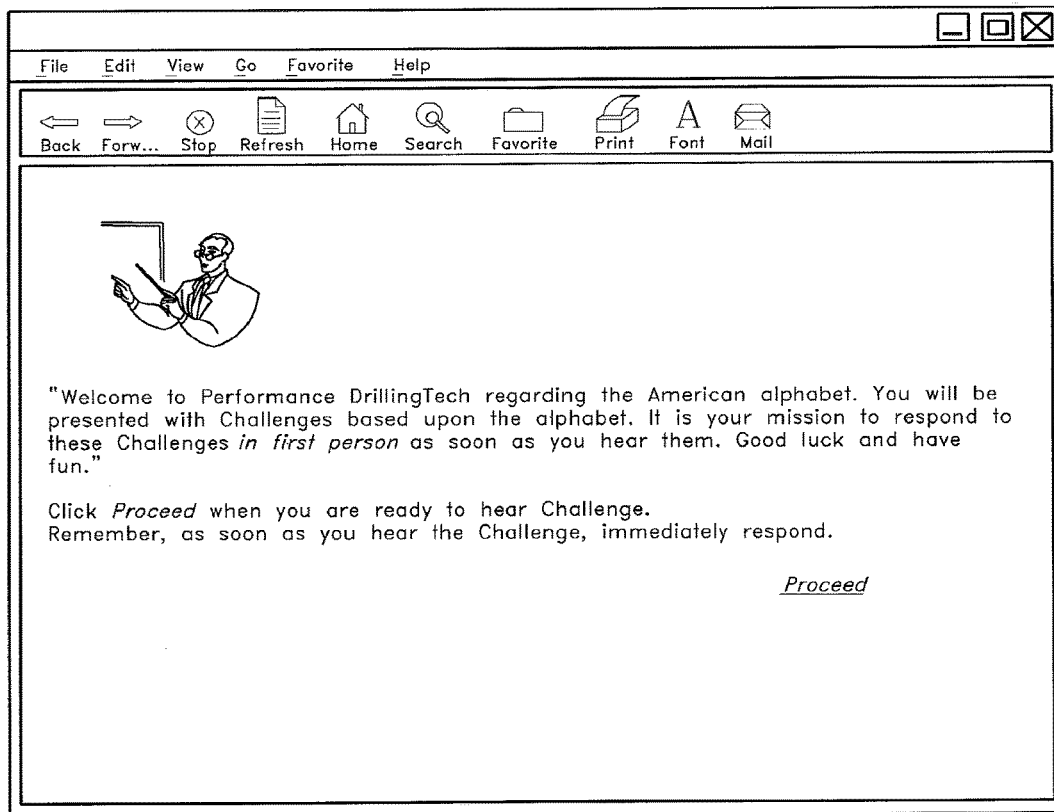 File Edit View Go Favorite Help
Back Forw... Stop Refresh Home Search Favorite Print Font Mail
A
"Welcome to Performance DrillingTech regarding the American alphabet. You will be
presented with Challenges based upon the alphabet. It is your mission to respond to
these Challenges in first person as soon as you hear them. Good luck and have
fun."
Click Proceed when you are ready to hear Challenge.
Remember, as soon as you hear the Challenge, immediately respond.
Proceed